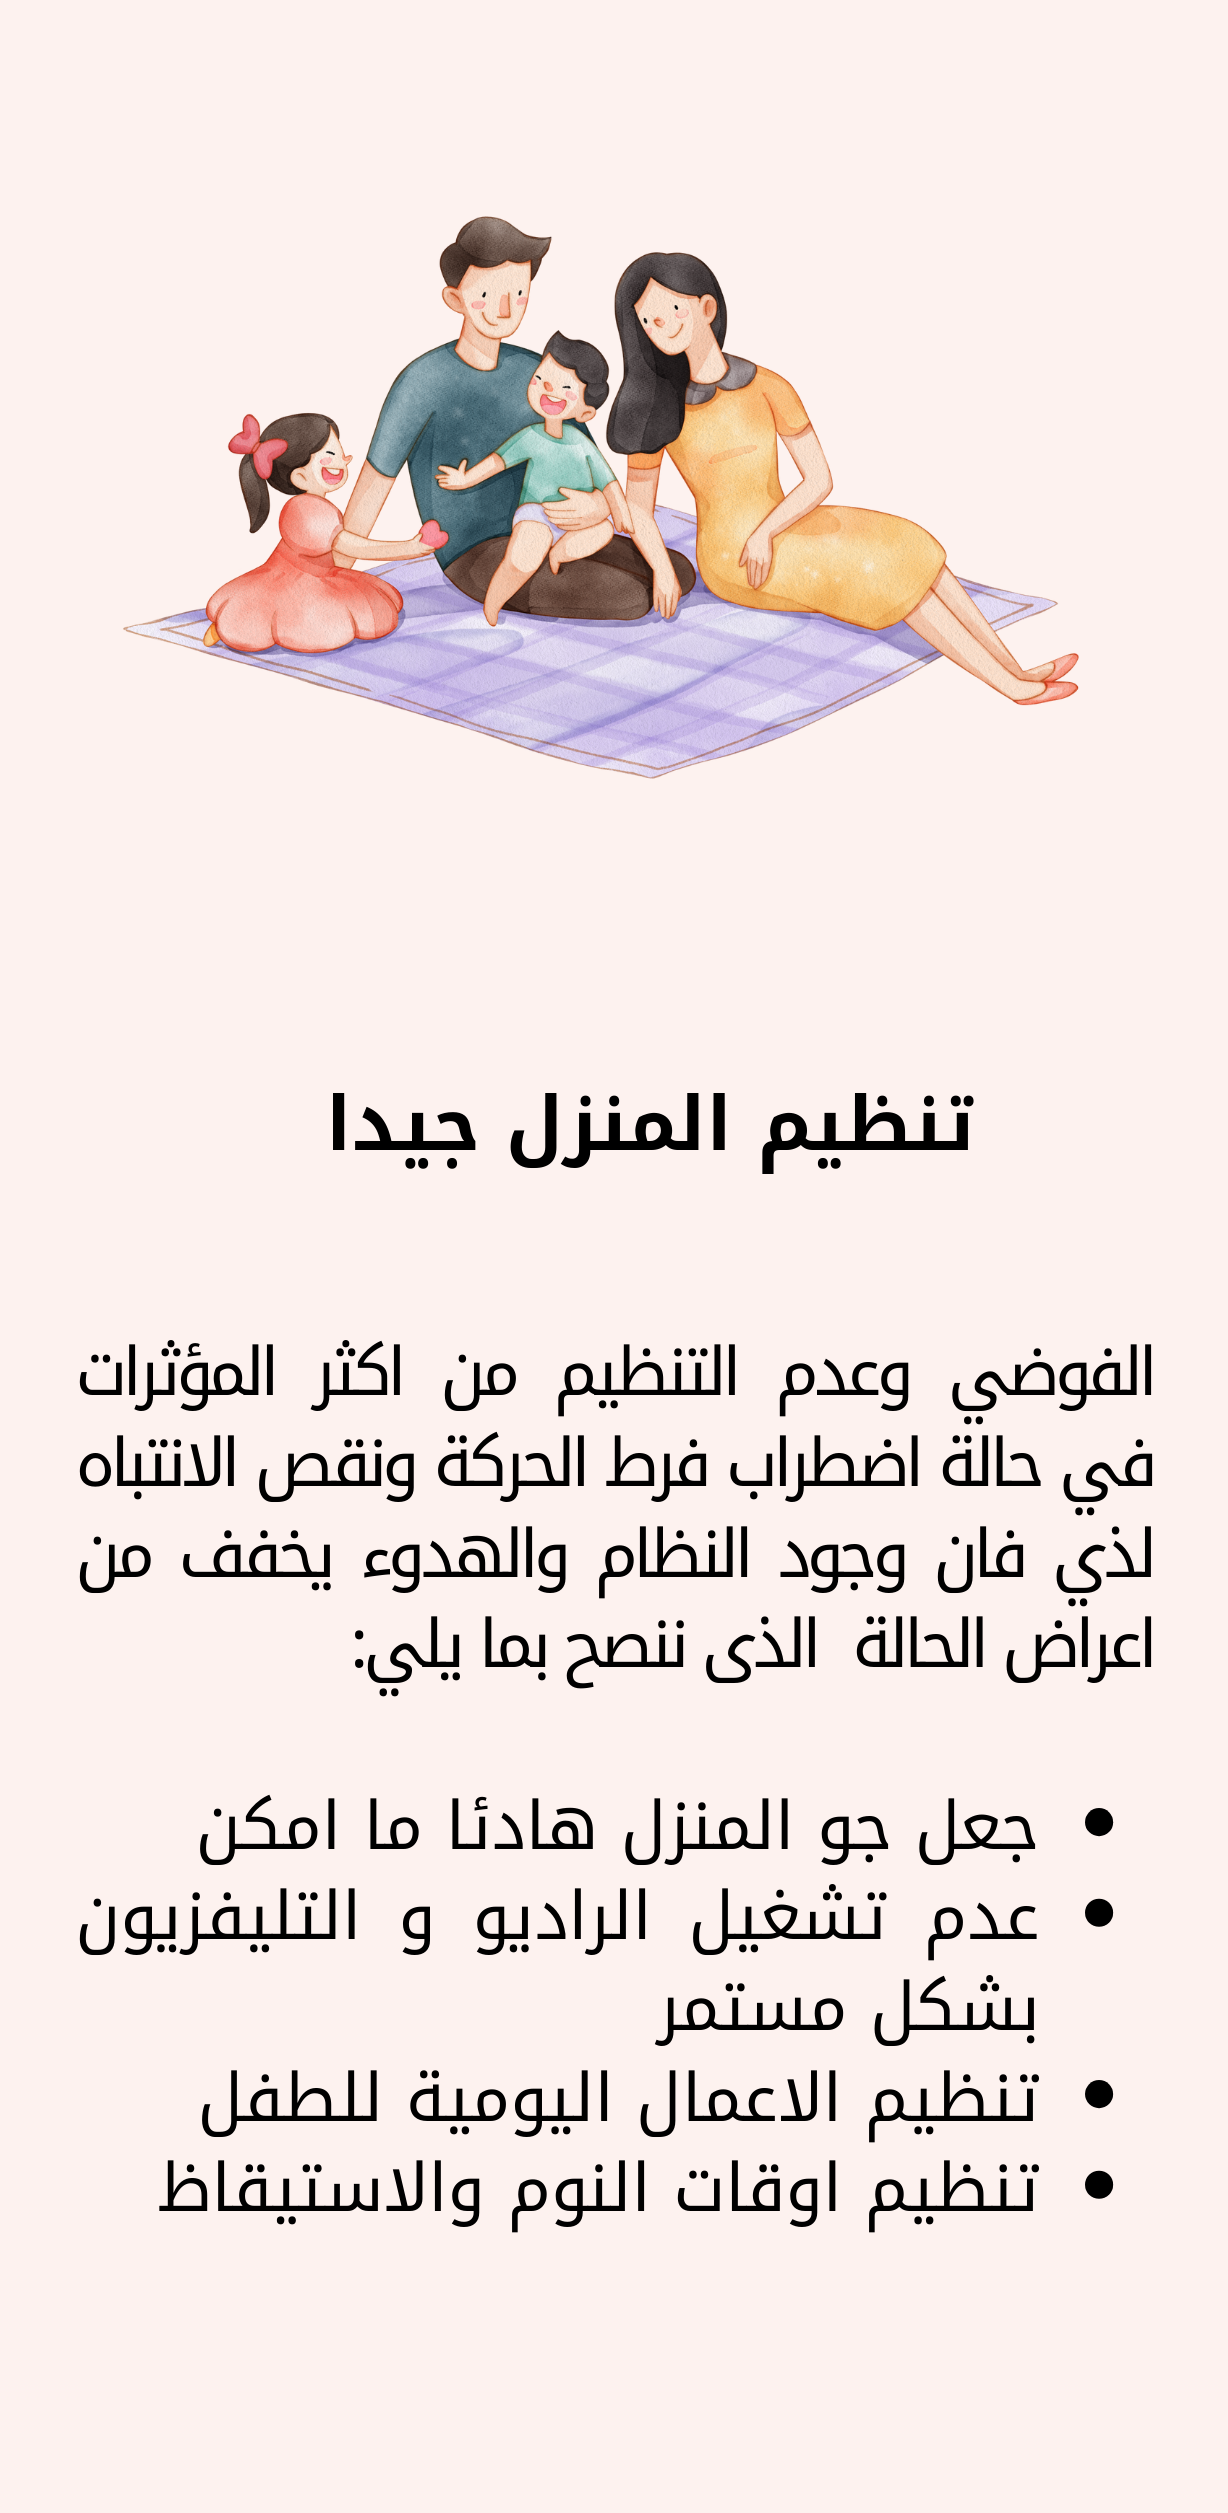 تنظيم المنزل جيدا
الفوضي وعدم التنظيم من اكثر المؤثرات
في حالة اضطراب فرط الحركة ونقص الانتباه
لذي فان وجود النظام والهدوء يخفف من
اعراض الحالة الذى ننصح بما يلي:
• جعل جو المنزل هادئا ما امكن
• عدم تشغيل الراديو و التليفزيون
بشكل مستمر
• تنظيم الاعمال اليومية للطفل
• تنظيم اوقات النوم والاستيقاظ